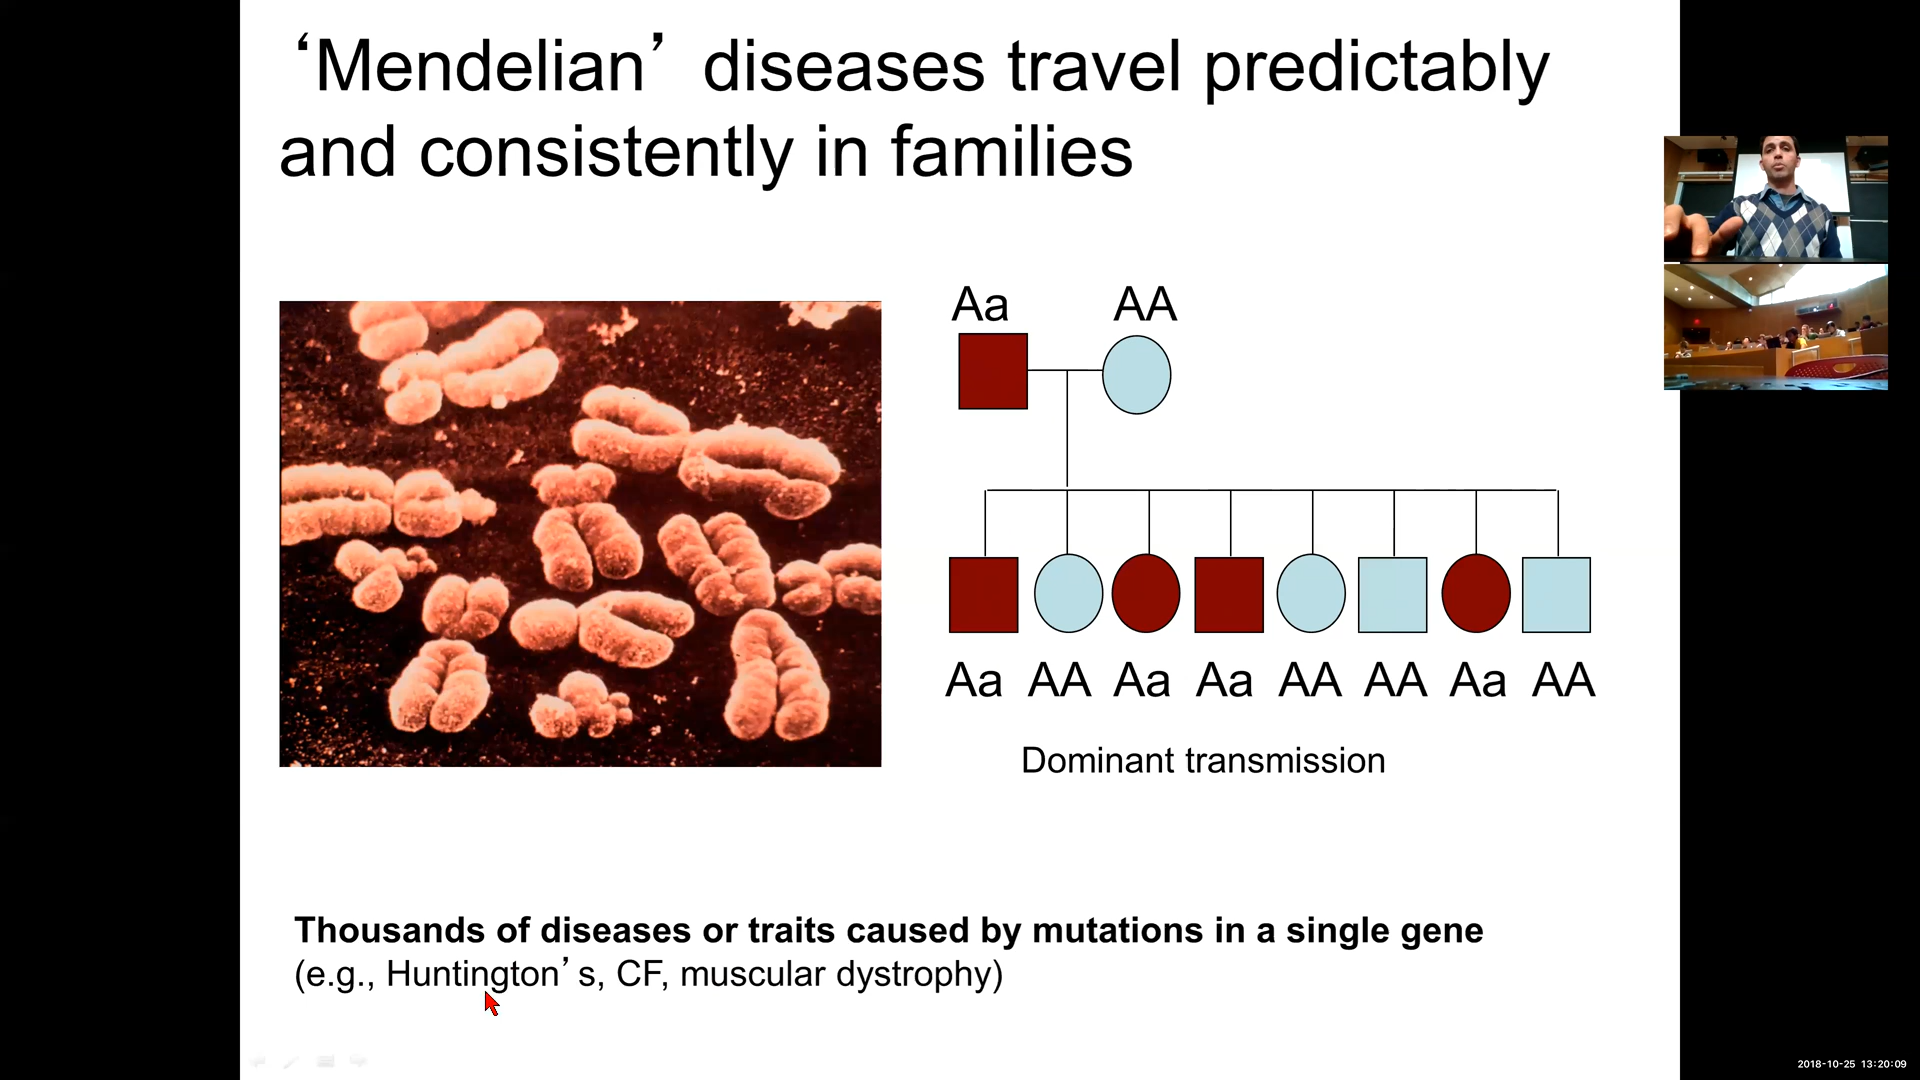 ‘Mendelian’ diseases travel predictably
and consistently in families
Aa AA
Aa AA Aa Aa AA AA Aa AA
Dominant transmission
Thousands of diseases or traits caused by mutations in a single gene
(e.g., Huntington’s, CF, muscular dystrophy)
2018-10-25 13:20:09